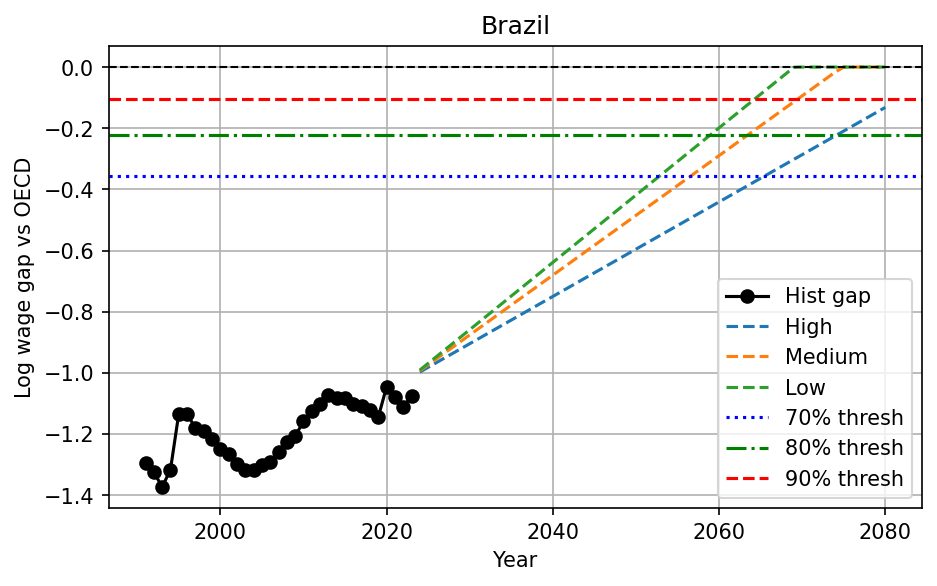 Brazil
Log wage gap vs OECD
0.0
−0.2
−0.4
−0.6
−0.8
−1.0
−1.2
−1.4
Hist gap
High
Medium
Low
70% thresh
80% thresh
90% thresh
2000 2020 2040 2060 2080
Year